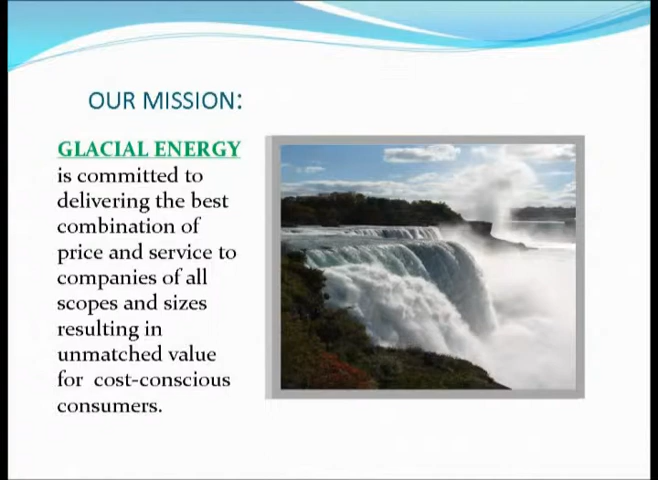 OUR MISSION:
GLACIAL ENERGY
is committed to
delivering the best
combination of
price and service to
companies of all
scopes and sizes
resulting in
unmatched value
for cost-conscious
consumers.